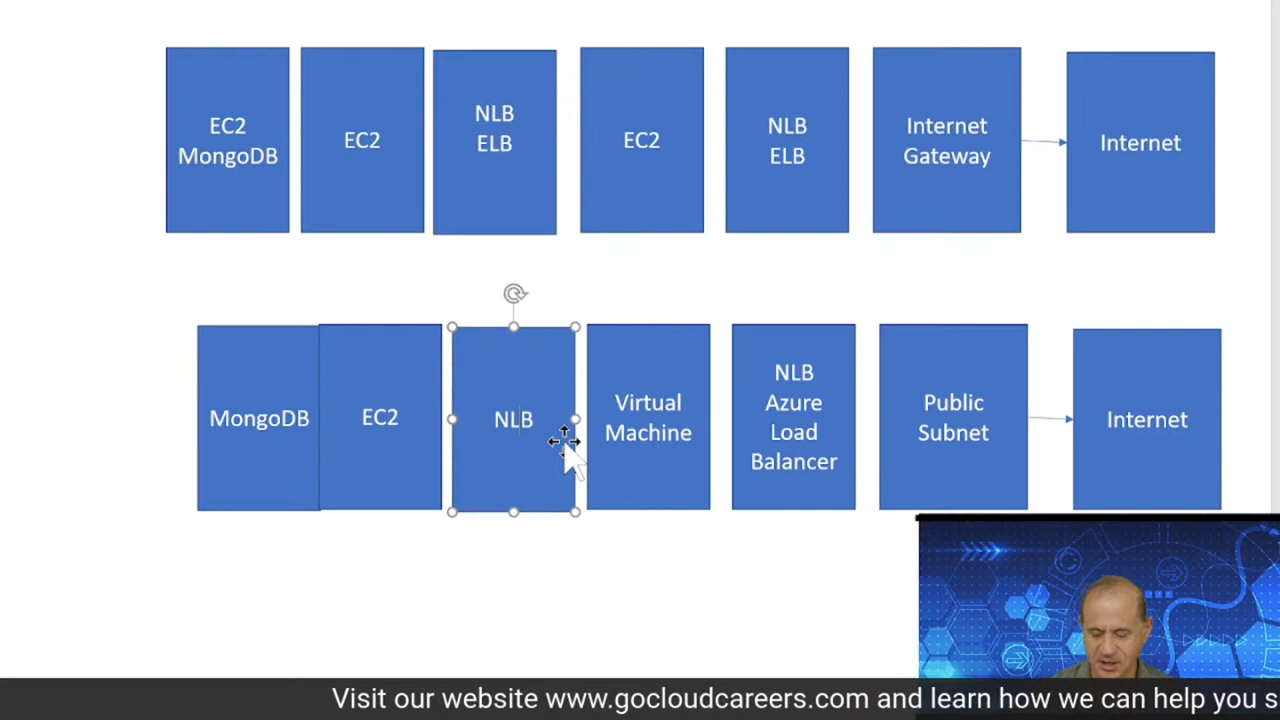 EC2
MongoDB
EC2
NLB
ELB
EC2
NLB
ELB
Internet
Gateway
Internet
MongoDB
EC2
NLB
Virtual
Machine
NLB
Azure
Load
Balancer
Public
Subnet
Internet
Visit our website www.gocloudcareers.com and learn how we can help you s